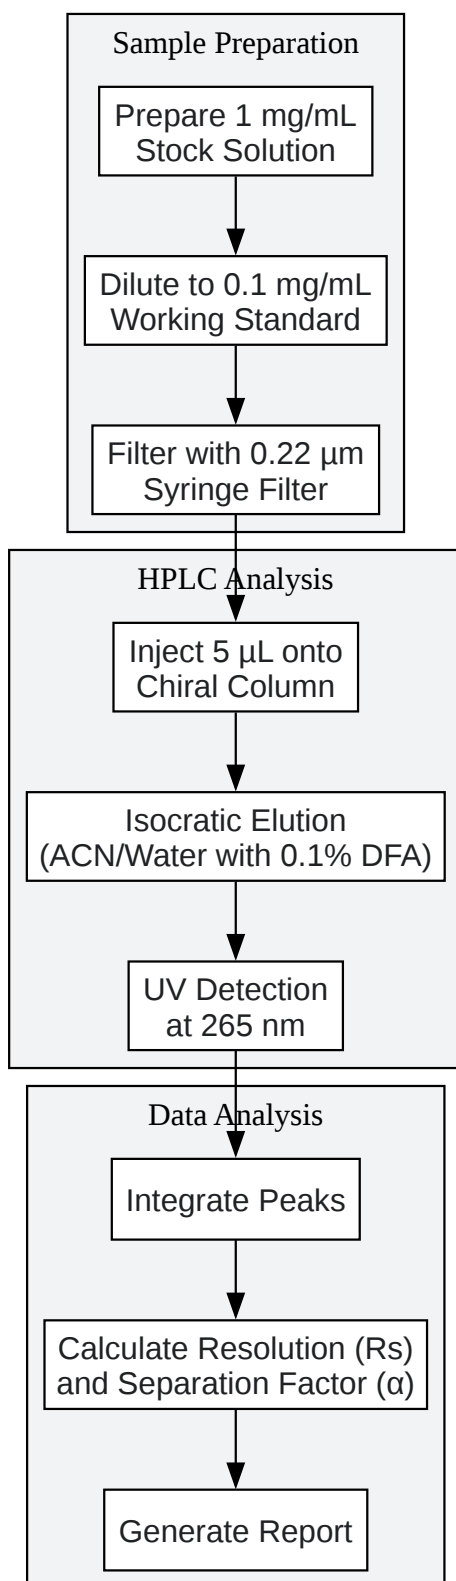 Sample Preparation
Prepare 1 mg/mL
Stock Solution
Dilute to 0.1 mg/mL
Working Standard
Filter with 0.22 µm
Syringe Filter
HPLC Analysis
Inject 5 µL onto
Chiral Column
Isocratic Elution
(ACN/Water with 0.1% DFA)
UV Detection
at 265 nm
Data Analysis
Integrate Peaks
Calculate Resolution (Rs)
and Separation Factor (α)
Generate Report